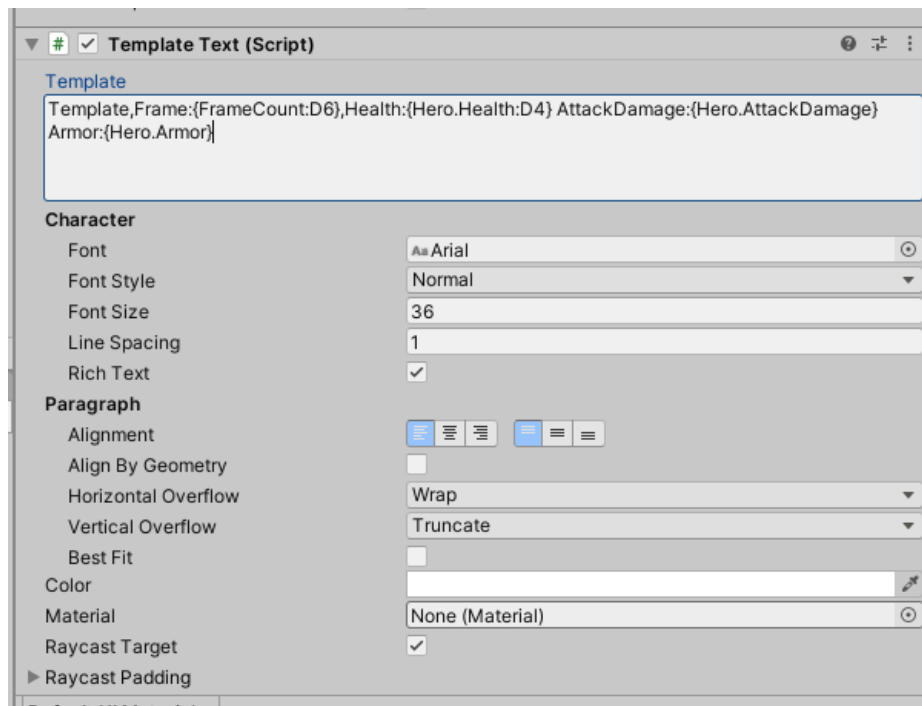 Template Text (Script)
Template
Template,Frame:{FrameCount:D6},Health:{Hero.Health:D4} AttackDamage:{Hero.AttackDamage}
Armor:{Hero.Armor}
Character
Font Aa Arial
Font Style Normal
Font Size 36
Line Spacing 1
Rich Text
Paragraph
Alignment
Align By Geometry
Horizontal Overflow Wrap
Vertical Overflow Truncate
Best Fit
Color
Material None (Material)
Raycast Target
Raycast Padding